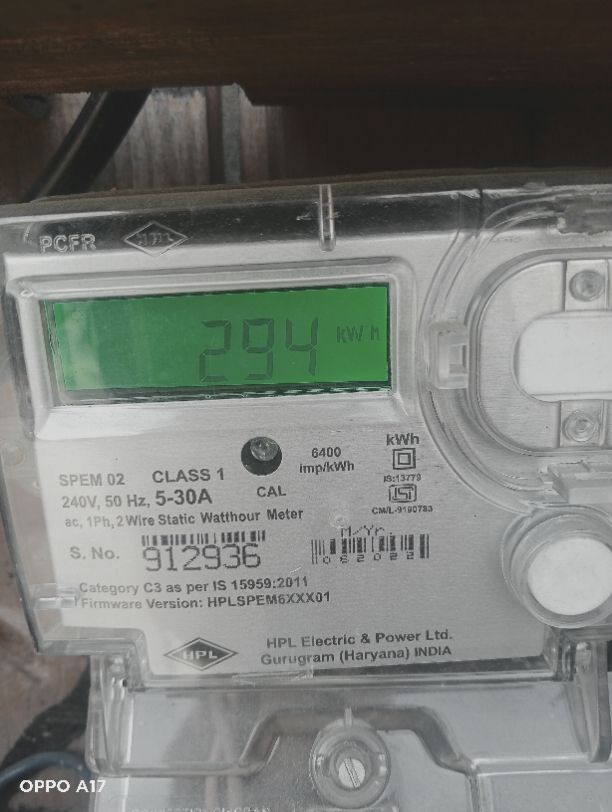 PCFR HPL
294 kWh
6400
imp/kWh
kWh
IS:13779
CM/L-9190783
SPEM 02 CLASS 1
240V, 50 Hz, 5-30A
CAL
ac, 1Ph, 2 Wire Static Watthour Meter
M/Yr.
S. No. 912936
062022
Category C3 as per IS 15959:2011
Firmware Version: HPLSPEM6XXX01
HPL
HPL Electric & Power Ltd.
Gurugram (Haryana) INDIA
OPPO A17